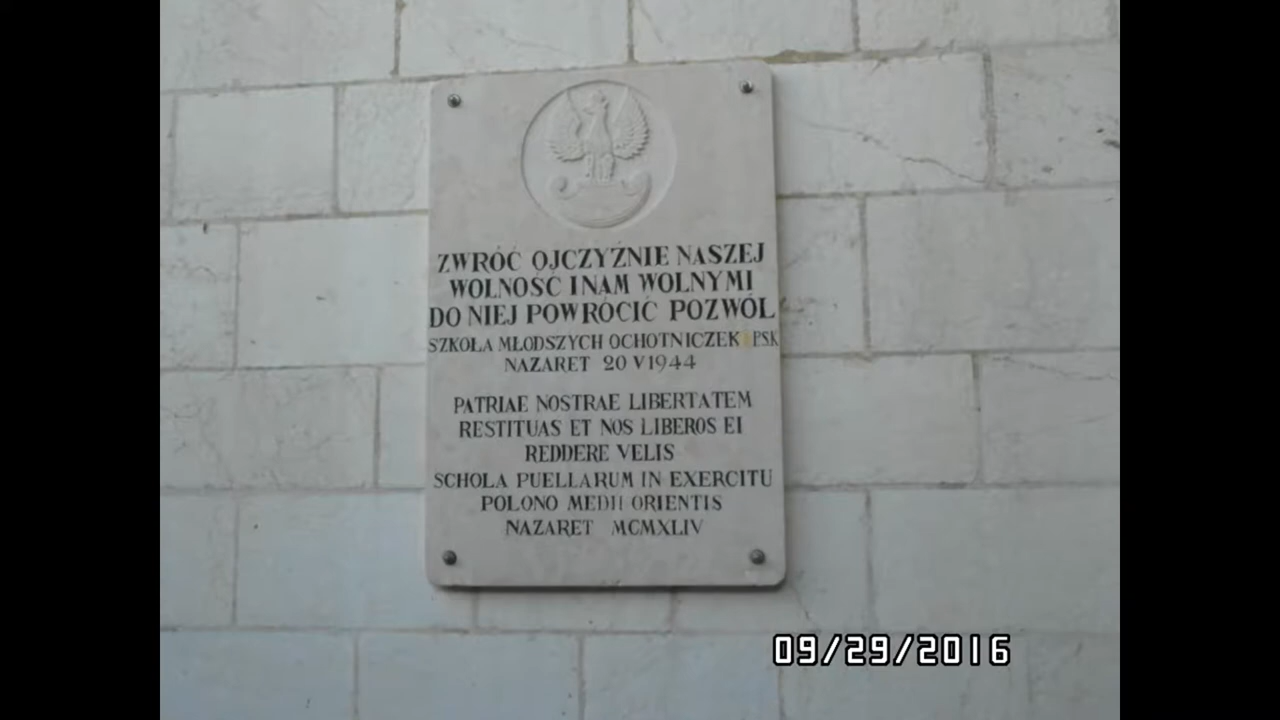 ZWRÓĆ OJCZYŹNIE NASZEJ
WOLNOŚĆ I NAM WOLNYMI
DO NIEJ POWRÓCIĆ POZWÓL
SZKOŁA MŁODSZYCH OCHOTNICZEK P.S.K
NAZARET 20 V 1944
PATRIAE NOSTRAE LIBERTATEM
RESTITUAS ET NOS LIBEROS EI
REDDERE VELIS
SCHOLA PUELLARUM IN EXERCITU
POLONO MEDII ORIENTIS
NAZARET MCMXLIV
09/29/2016